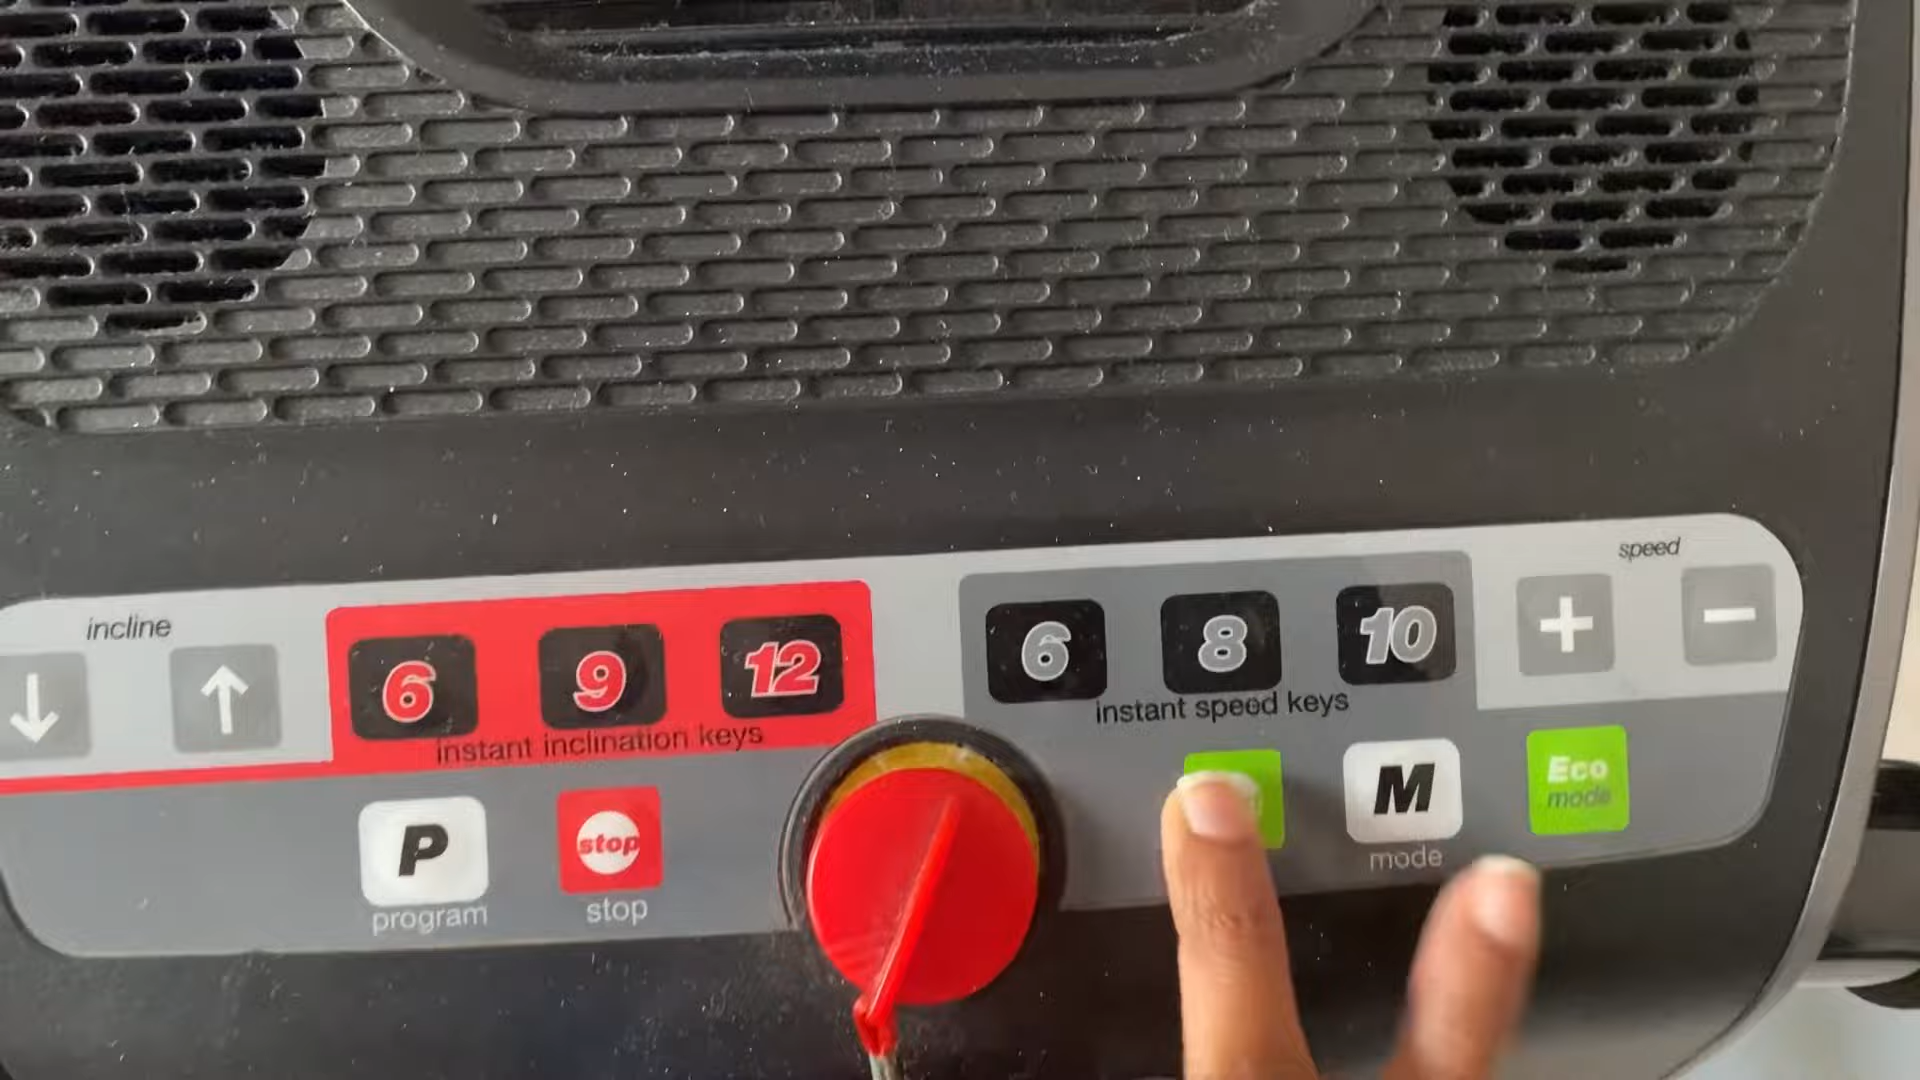 speed
incline
6 8 10
6 9 12
instant speed keys
instant inclination keys
Eco
mode
M
mode
P
program
stop
stop